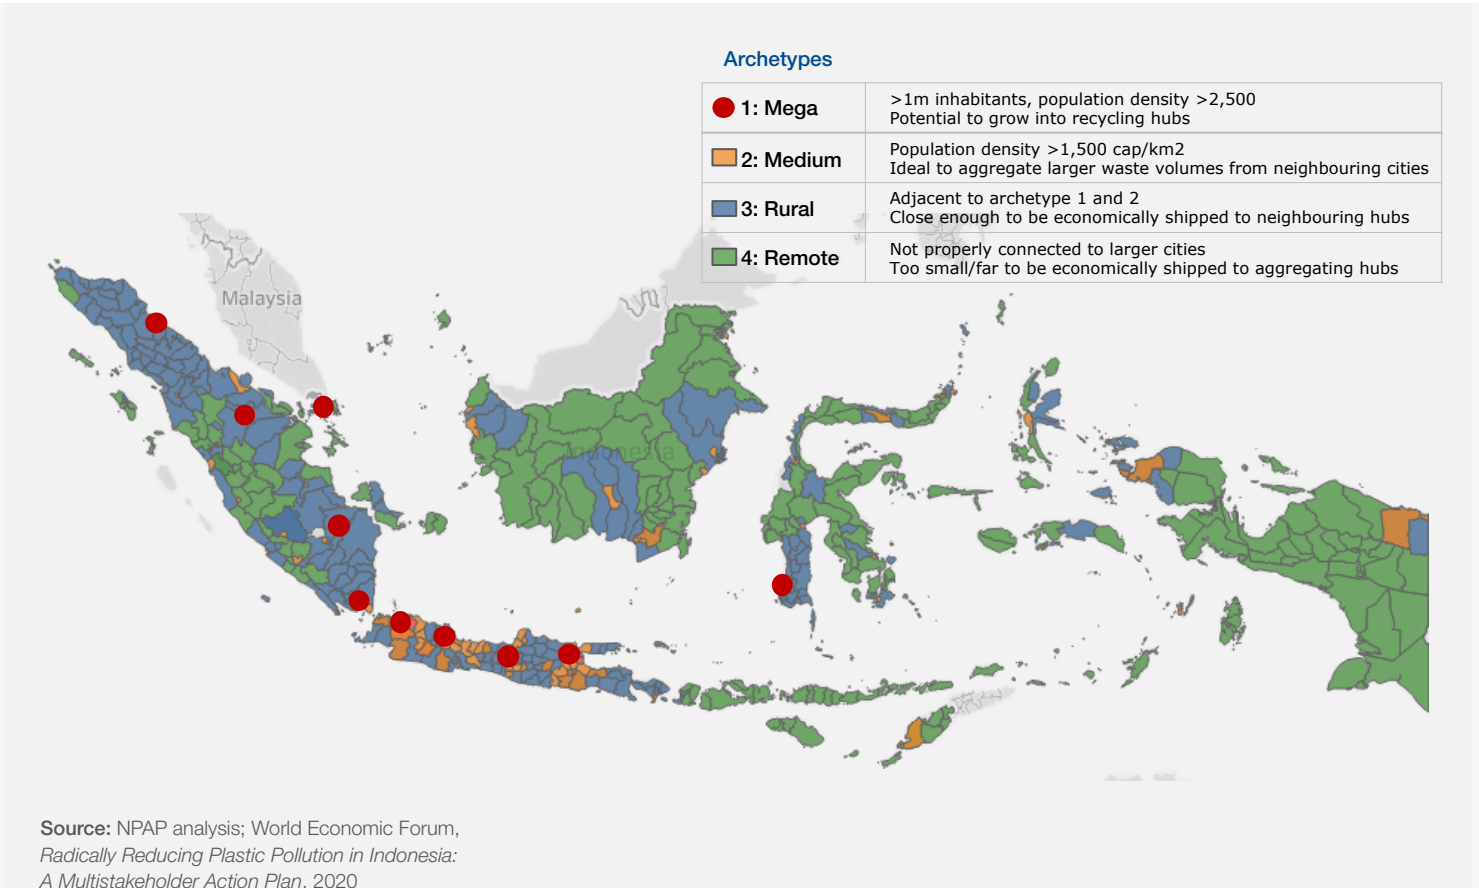 Archetypes
1: Mega
>1m inhabitants, population density >2,500
Potential to grow into recycling hubs
2: Medium
Population density >1,500 cap/km2
Ideal to aggregate larger waste volumes from neighbouring cities
3: Rural
Adjacent to archetype 1 and 2
Close enough to be economically shipped to neighbouring hubs
4: Remote
Not properly connected to larger cities
Too small/far to be economically shipped to aggregating hubs
Malaysia
Indonesia
Source: NPAP analysis; World Economic Forum,
Radically Reducing Plastic Pollution in Indonesia:
A Multistakeholder Action Plan, 2020